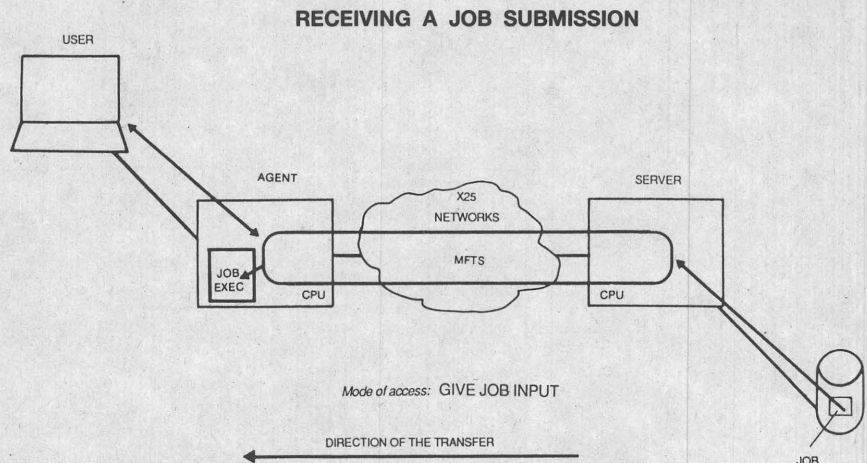 RECEIVING A JOB SUBMISSION
USER
AGENT
SERVER
X25
NETWORKS
MFTS
JOB
EXEC
CPU
CPU
Mode of access: GIVE JOB INPUT
DIRECTION OF THE TRANSFER
JOB